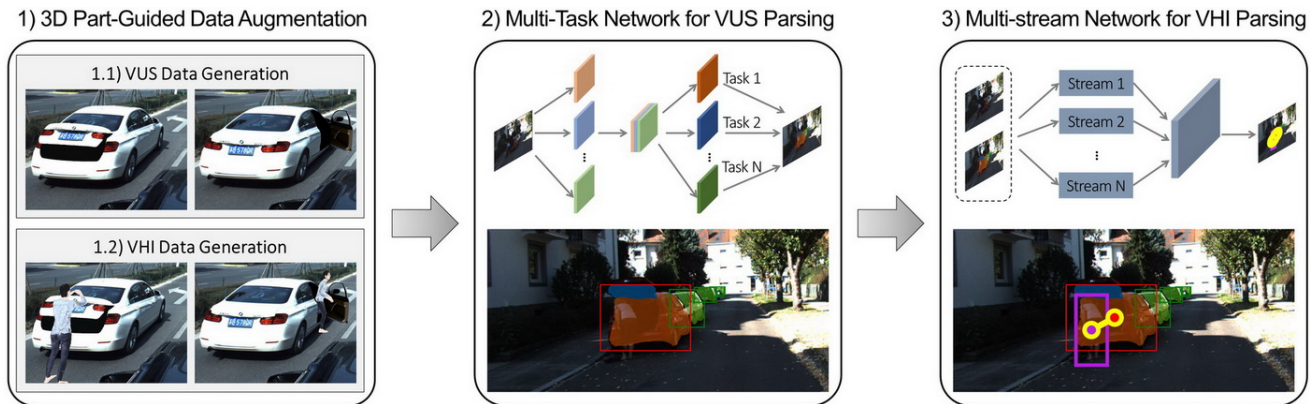 1) 3D Part-Guided Data Augmentation
2) Multi-Task Network for VUS Parsing
3) Multi-stream Network for VHI Parsing
1.1) VUS Data Generation
1.2) VHI Data Generation
Task 1
Task 2
Task N
Stream 1
Stream 2
Stream N